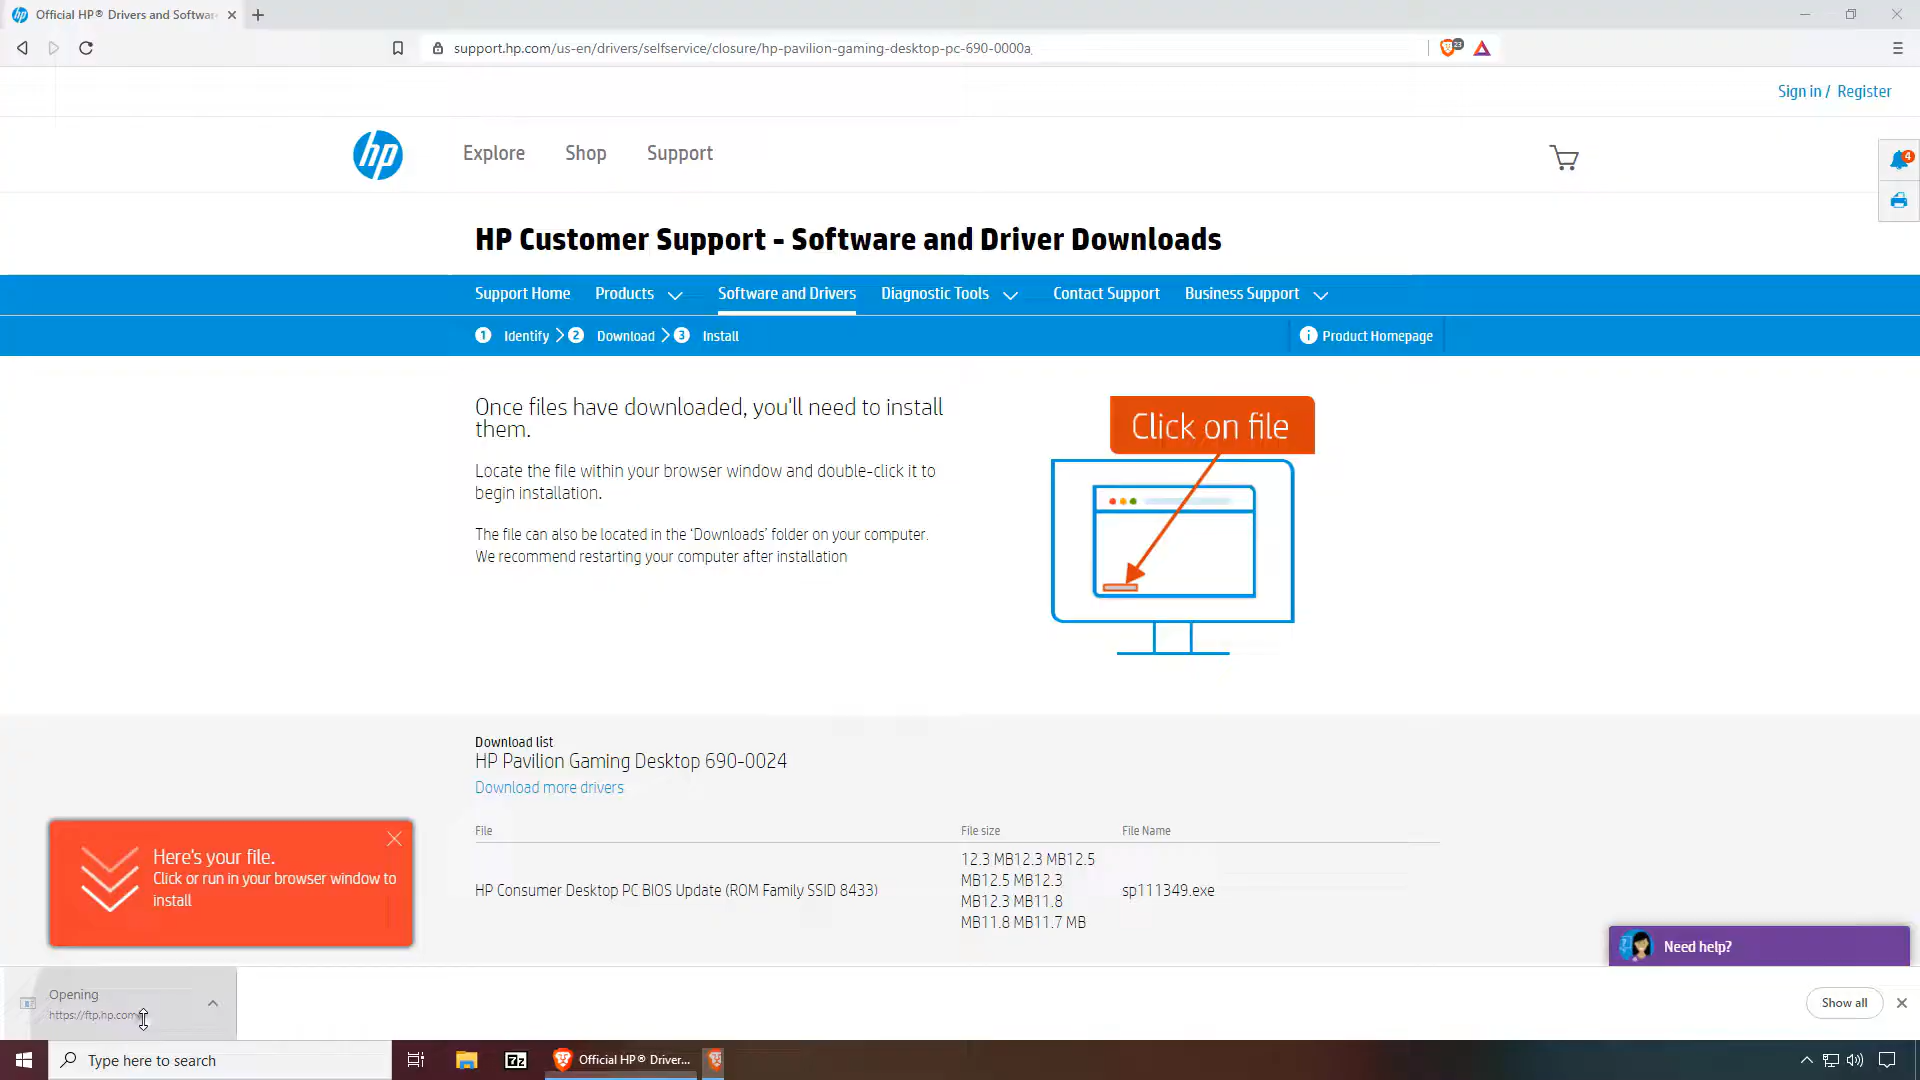 Official HP® Drivers and Softwar
support.hp.com/us-en/drivers/selfservice/closure/hp-pavilion-gaming-desktop-pc-690-0000a
23
Sign in / Register
hp
Explore
Shop
Support
4
HP Customer Support - Software and Driver Downloads
Support Home
Products
Software and Drivers
Diagnostic Tools
Contact Support
Business Support
1 Identify
2 Download
3 Install
i Product Homepage
Once files have downloaded, you'll need to install
them.
Locate the file within your browser window and double-click it to
begin installation.
The file can also be located in the ‘Downloads’ folder on your computer.
We recommend restarting your computer after installation
Click on file
Download list
HP Pavilion Gaming Desktop 690-0024
Download more drivers
File
File size
File Name
HP Consumer Desktop PC BIOS Update (ROM Family SSID 8433)
12.3 MB12.3 MB12.5
MB12.5 MB12.3
MB12.3 MB11.8
MB11.8 MB11.7 MB
sp111349.exe
Here's your file.
Click or run in your browser window to
install
Need help?
Opening
https://ftp.hp.com
Show all
Type here to search
7z
Official HP® Driver...